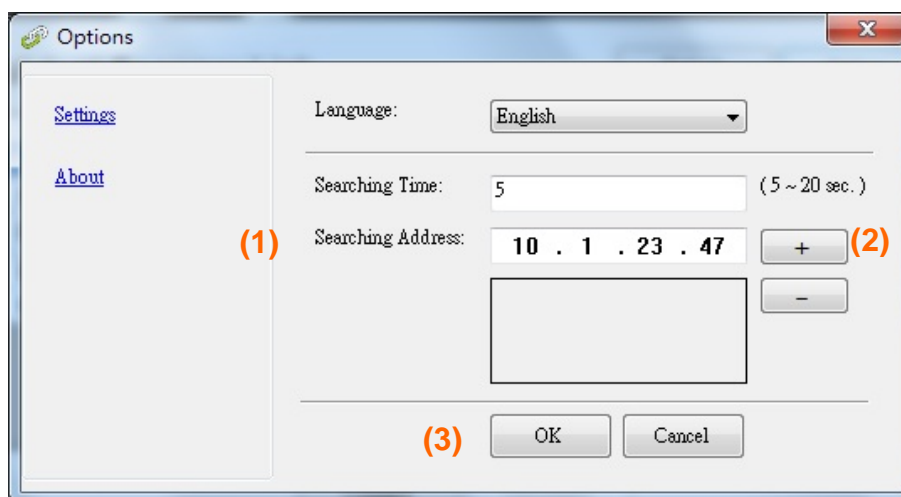 Options
Settings
About
Language: English
Searching Time: 5 ( 5 ~ 20 sec. )
(1) Searching Address: 10 . 1 . 23 . 47 + (2)
−
(3) OK Cancel